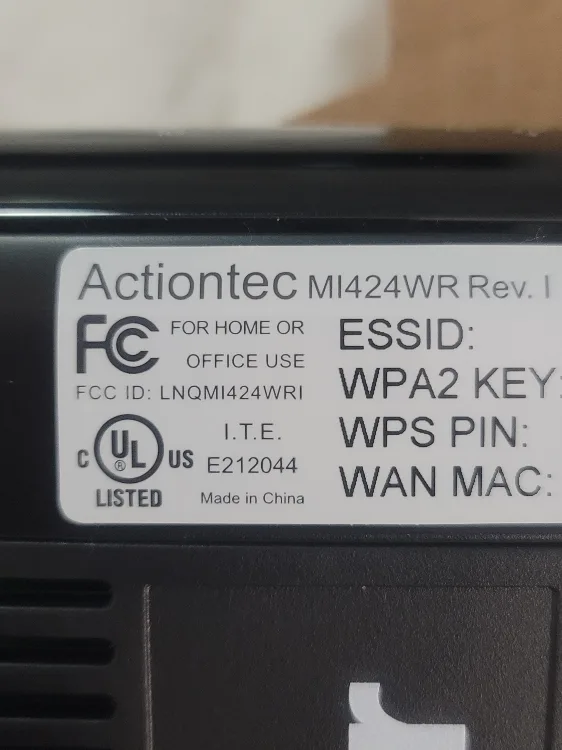 Actiontec MI424WR Rev. I
FC FOR HOME OR
OFFICE USE
FCC ID: LNQMI424WRI
C UL ® US
LISTED
I.T.E.
E212044
Made in China
ESSID:
WPA2 KEY:
WPS PIN:
WAN MAC: